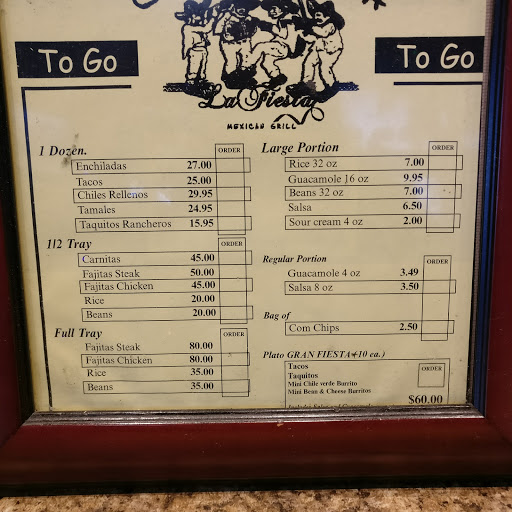 To Go
To Go
La Fiesta
MEXICAN GRILL
1 Dozen.
ORDER
Enchiladas 27.00
Tacos 25.00
Chiles Rellenos 29.95
Tamales 24.95
Taquitos Rancheros 15.95
1/2 Tray
ORDER
Carnitas 45.00
Fajitas Steak 50.00
Fajitas Chicken 45.00
Rice 20.00
Beans 20.00
Full Tray
ORDER
Fajitas Steak 80.00
Fajitas Chicken 80.00
Rice 35.00
Beans 35.00
Large Portion
ORDER
Rice 32 oz 7.00
Guacamole 16 oz 9.95
Beans 32 oz 7.00
Salsa 6.50
Sour cream 4 oz 2.00
Regular Portion
ORDER
Guacamole 4 oz 3.49
Salsa 8 oz 3.50
Bag of
Corn Chips 2.50
Plato GRAN FIESTA (10 ea.)
Tacos
ORDER
Taquitos
Mini Chile verde Burrito
Mini Bean & Cheese Burritos
$60.00